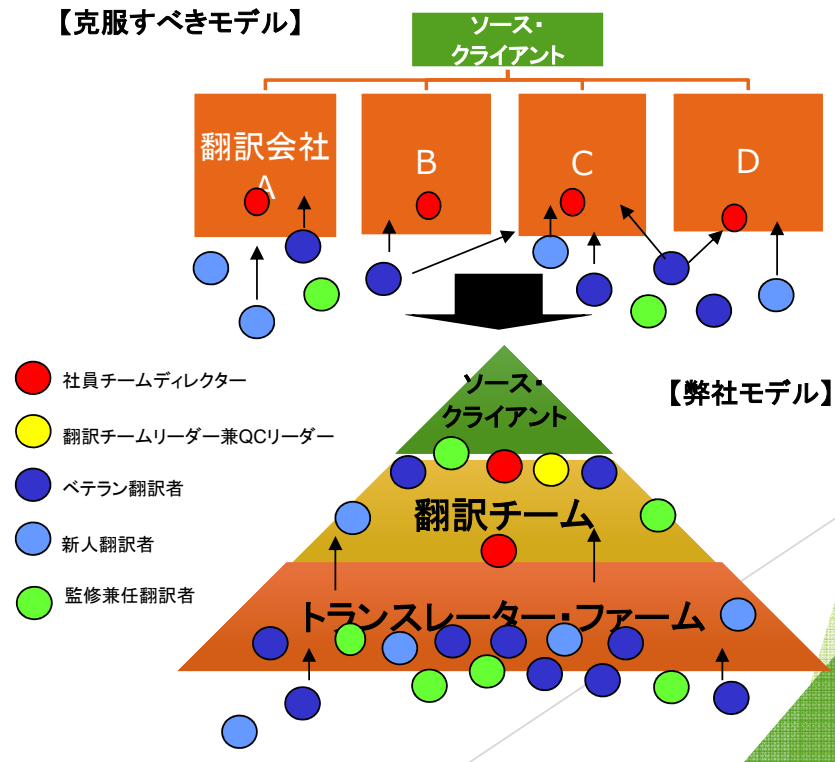 【克服すべきモデル】
ソース・
クライアント
翻訳会社
A
B
C
D
社員チームディレクター
翻訳チームリーダー兼QCリーダー
ベテラン翻訳者
新人翻訳者
監修兼任翻訳者
【弊社モデル】
ソース・
クライアント
翻訳チーム
トランスレーター・ファーム